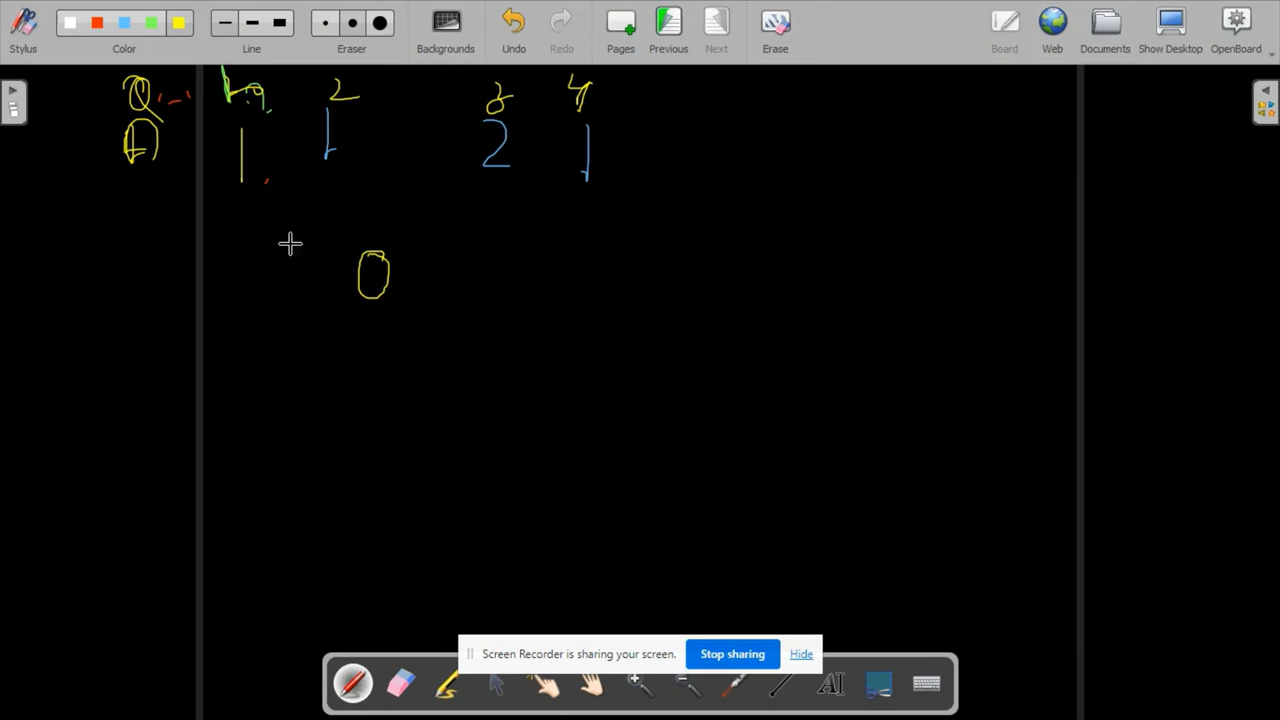 Stylus Color Line Eraser Backgrounds Undo Redo Pages Previous Next Erase Board Web Documents Show Desktop OpenBoard
Q 2 3 4
1 1 2 1
0
Screen Recorder is sharing your screen. Stop sharing Hide